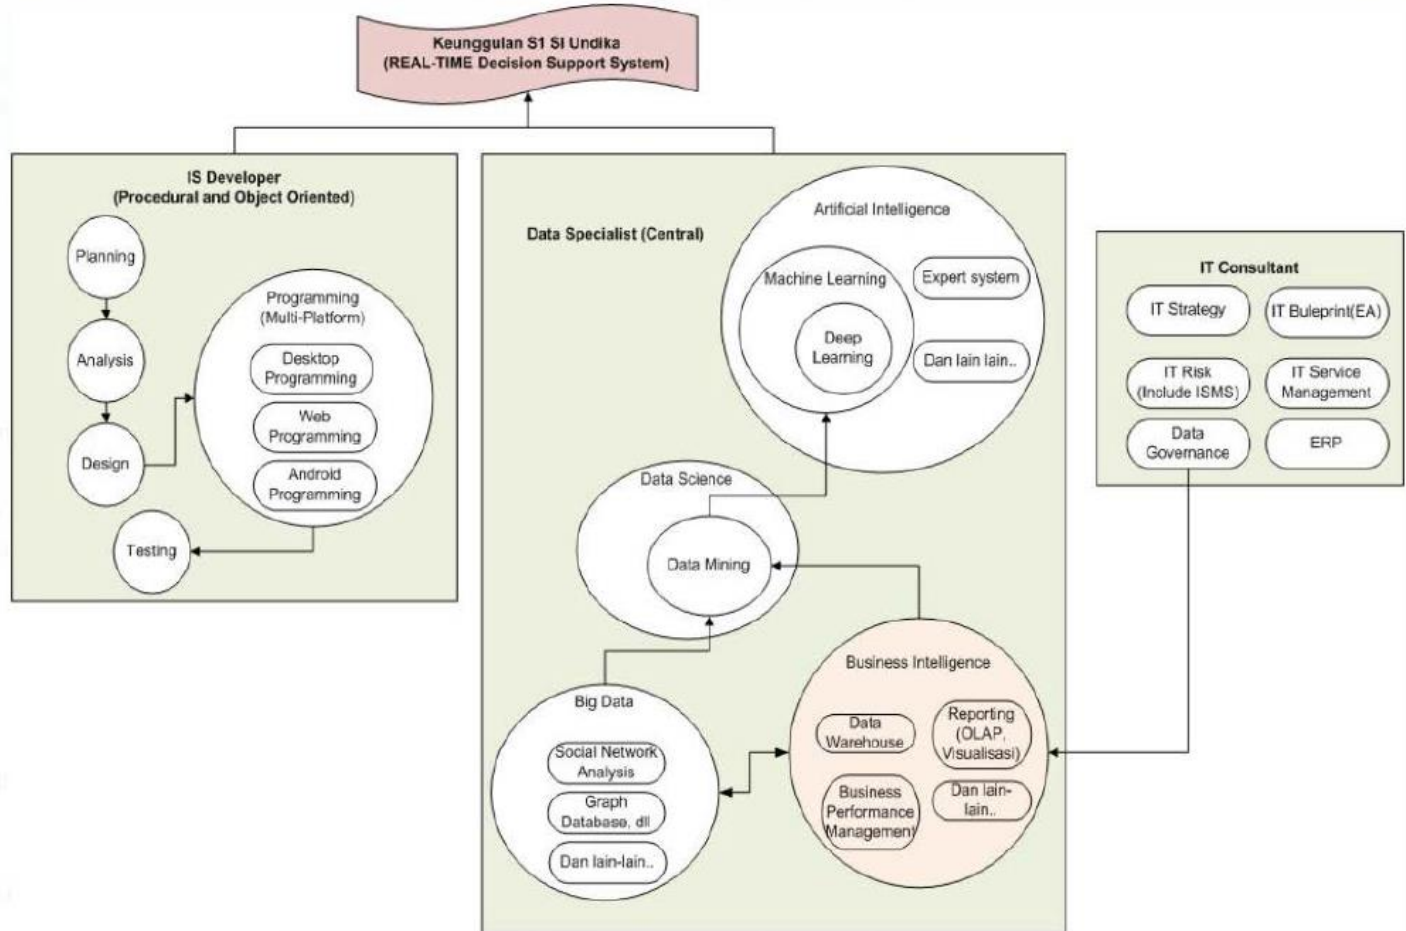 Keunggulan S1 SI Undika
(REAL-TIME Decision Support System)
IS Developer
(Procedural and Object Oriented)
Planning
Analysis
Design
Testing
Programming
(Multi-Platform)
Desktop
Programming
Web
Programming
Android
Programming
Data Specialist (Central)
Artificial Intelligence
Machine Learning
Deep
Learning
Expert system
Dan lain lain..
Data Science
Data Mining
Big Data
Social Network
Analysis
Graph
Database, dll
Dan lain-lain..
Business Intelligence
Data
Warehouse
Reporting
(OLAP,
Visualisasi)
Business
Performance
Management
Dan lain-
lain..
IT Consultant
IT Strategy
IT Buleprint(EA)
IT Risk
(Include ISMS)
IT Service
Management
Data
Governance
ERP